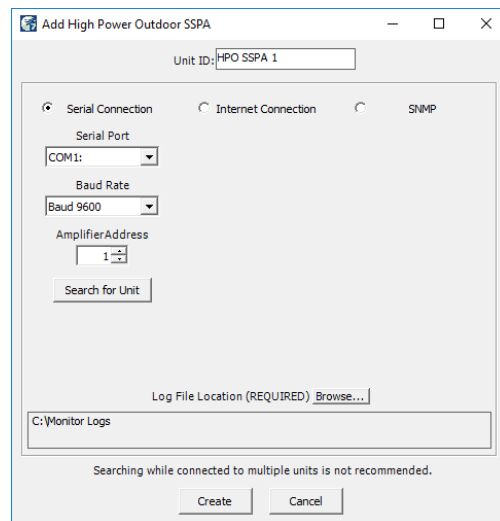 Add High Power Outdoor SSPA
Unit ID: HPO SSPA 1
Serial Connection Internet Connection SNMP
Serial Port
COM1:
Baud Rate
Baud 9600
AmplifierAddress
1
Search for Unit
Log File Location (REQUIRED) Browse...
C:\Monitor Logs
Searching while connected to multiple units is not recommended.
Create Cancel